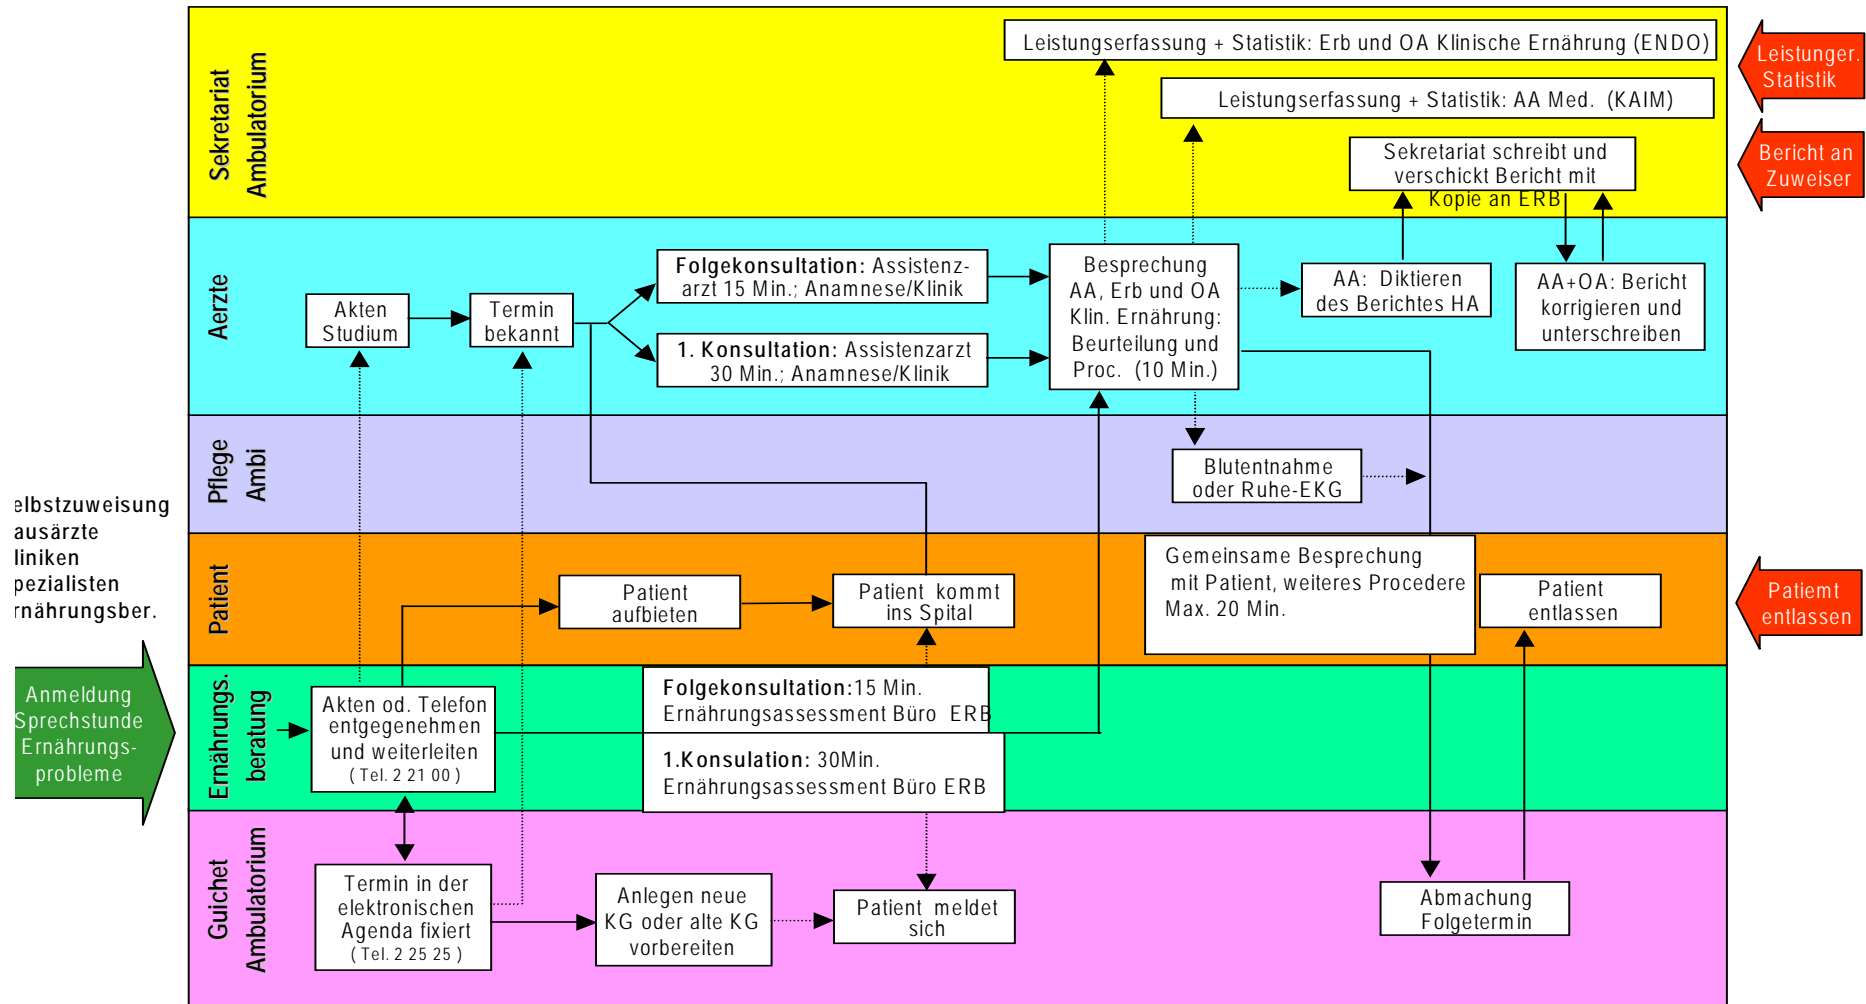 Leistungserfassung + Statistik: Erb und OA Klinische Ernährung (ENDO)
Leistunger.
Statistik
Leistungserfassung + Statistik: AA Med. (KAIM)
Sekretariat
Ambulatorium
Sekretariat schreibt und
verschickt Bericht mit
Kopie an ERB
Bericht an
Zuweiser
Aerzte
Akten
Studium
Termin
bekannt
Folgekonsultation: Assistenz-
arzt 15 Min.; Anamnese/Klinik
1. Konsultation: Assistenzarzt
30 Min.; Anamnese/Klinik
Besprechung
AA, Erb und OA
Klin. Ernährung:
Beurteilung und
Proc. (10 Min.)
AA: Diktieren
des Berichtes HA
AA+OA: Bericht
korrigieren und
unterschreiben
Pflege
Ambi
Blutentnahme
oder Ruhe-EKG
elbstzuweisung
ausärzte
liniken
pezialisten
rnährungsber.
Patient
Patient
aufbieten
Patient kommt
ins Spital
Gemeinsame Besprechung
mit Patient, weiteres Procedere
Max. 20 Min.
Patient
entlassen
Patiemt
entlassen
Anmeldung
Sprechstunde
Ernährungs-
probleme
Ernährungs.
beratung
Akten od. Telefon
entgegenehmen
und weiterleiten
( Tel. 2 21 00 )
Folgekonsultation:15 Min.
Ernährungsassessment Büro ERB
1.Konsulation: 30Min.
Ernährungsassessment Büro ERB
Guichet
Ambulatorium
Termin in der
elektronischen
Agenda fixiert
( Tel. 2 25 25 )
Anlegen neue
KG oder alte KG
vorbereiten
Patient meldet
sich
Abmachung
Folgetermin